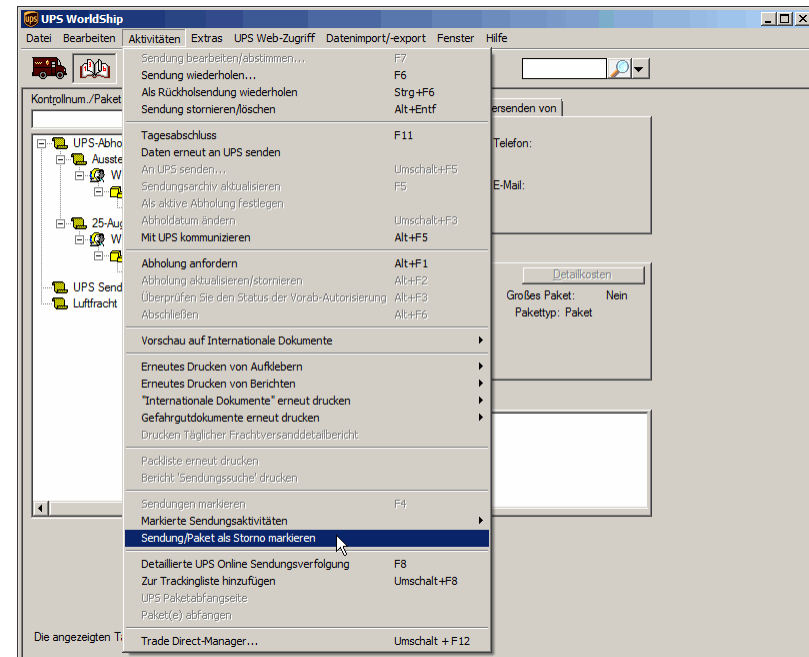 UPS WorldShip
Datei Bearbeiten Aktivitäten Extras UPS Web-Zugriff Datenimport/-export Fenster Hilfe
Kontrollnum./Paket
UPS-Abho
Ausste
W
25-Aug
W
UPS Send
Luftfracht
Die angezeigten Ta
Sendung bearbeiten/abstimmen... F7
Sendung wiederholen... F6
Als Rückholsendung wiederholen Strg+F6
Sendung stornieren/löschen Alt+Entf
Tagesabschluss F11
Daten erneut an UPS senden
An UPS senden... Umschalt+F5
Sendungsarchiv aktualisieren F5
Als aktive Abholung festlegen
Abholdatum ändern Umschalt+F3
Mit UPS kommunizieren Alt+F5
Abholung anfordern Alt+F1
Abholung aktualisieren/stornieren Alt+F2
Überprüfen Sie den Status der Vorab-Autorisierung Alt+F3
Abschließen Alt+F6
Vorschau auf Internationale Dokumente
Erneutes Drucken von Aufklebern
Erneutes Drucken von Berichten
"Internationale Dokumente" erneut drucken
Gefahrgutdokumente erneut drucken
Drucken Täglicher Frachtversanddetailbericht
Packliste erneut drucken
Bericht 'Sendungssuche' drucken
Sendungen markieren F4
Markierte Sendungsaktivitäten
Sendung/Paket als Storno markieren
Detaillierte UPS Online Sendungsverfolgung F8
Zur Trackingliste hinzufügen Umschalt+F8
UPS Paketabfangseite
Paket(e) abfangen
Trade Direct-Manager... Umschalt + F12
ersenden von
Telefon:
E-Mail:
Detailkosten
Großes Paket: Nein
Pakettyp: Paket